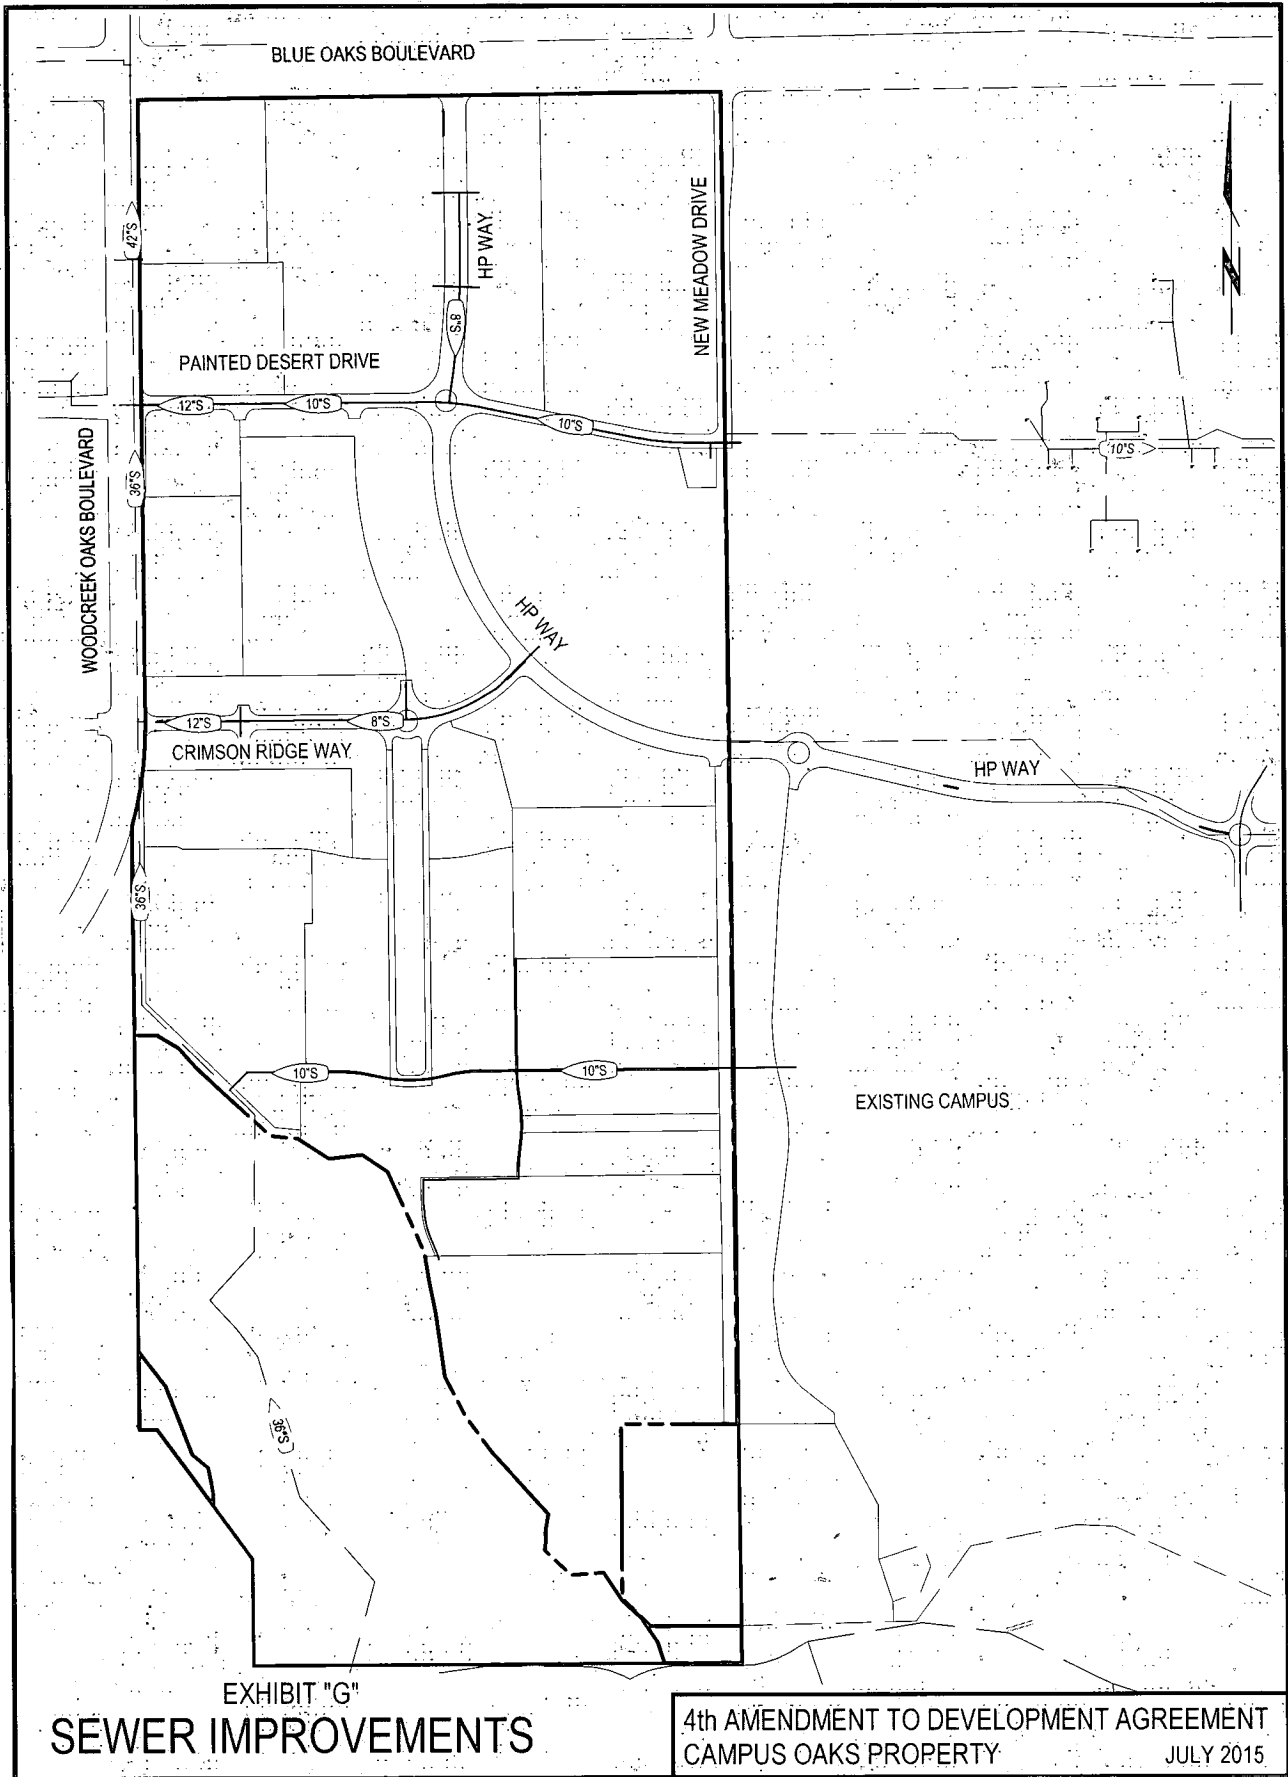 BLUE OAKS BOULEVARD
42"S
HP WAY
NEW MEADOW DRIVE
8"S
PAINTED DESERT DRIVE
12"S
10"S
10"S
10"S
WOODCREEK OAKS BOULEVARD
36"S
N
HP WAY
12"S
8"S
CRIMSON RIDGE WAY
HP WAY
36"S
10"S
10"S
EXISTING CAMPUS
36"S
EXHIBIT "G"
SEWER IMPROVEMENTS
4th AMENDMENT TO DEVELOPMENT AGREEMENT
CAMPUS OAKS PROPERTY
JULY 2015